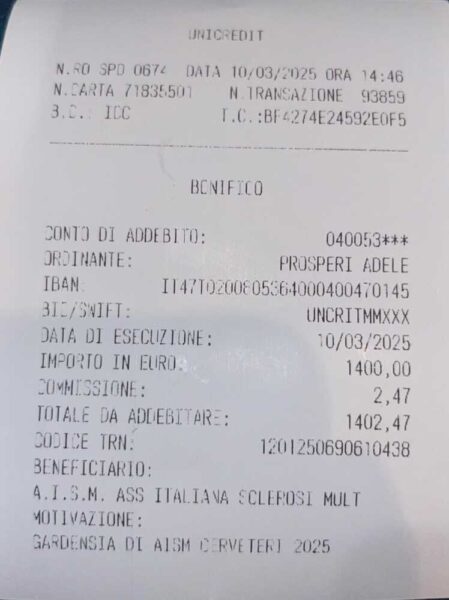 UNICREDIT
N.RO SPD 0674 DATA 10/03/2025 ORA 14:46
N.CARTA 71835501 N.TRANSAZIONE 93859
B.C.: ICC T.C.:BF4274E24592E0F5
BONIFICO
CONTO DI ADDEBITO: 040053***
ORDINANTE: PROSPERI ADELE
IBAN: IT47T0200805364000400470145
BIC/SWIFT: UNCRITMMXXX
DATA DI ESECUZIONE: 10/03/2025
IMPORTO IN EURO: 1400,00
COMMISSIONE: 2,47
TOTALE DA ADDEBITARE: 1402,47
CODICE TRN: 1201250690610438
BENEFICIARIO:
A.I.S.M. ASS ITALIANA SCLEROSI MULT
MOTIVAZIONE:
GARDENSIA DI AISM CERVETERI 2025